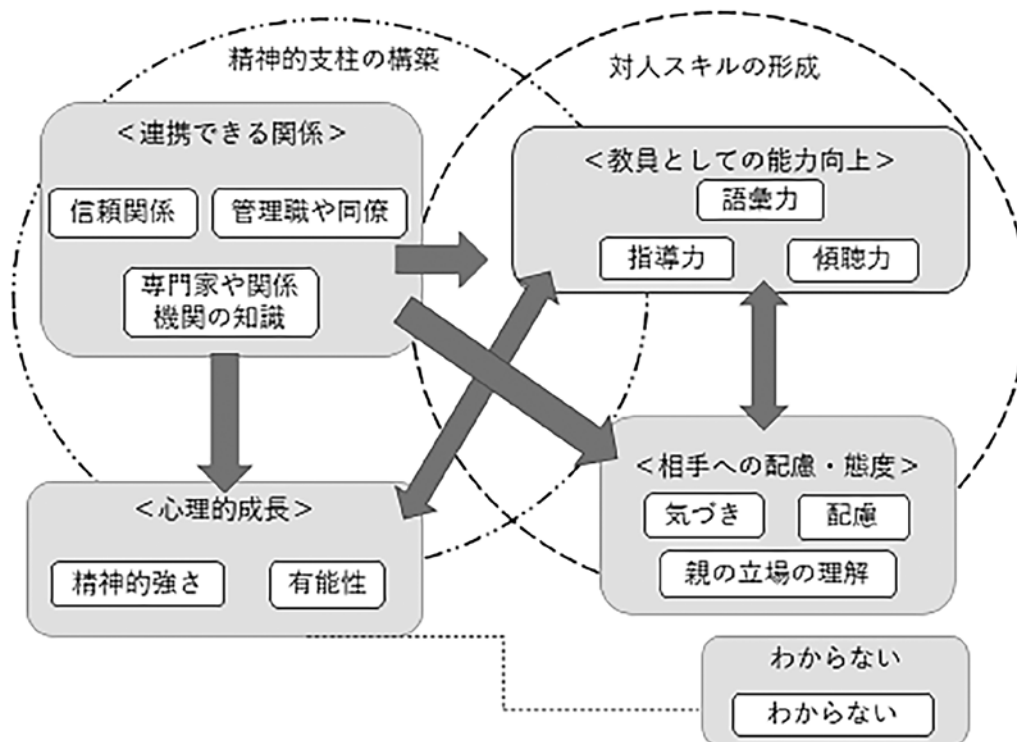 精神的支柱の構築
対人スキルの形成
＜連携できる関係＞
信頼関係
管理職や同僚
専門家や関係
機関の知識
＜教員としての能力向上＞
語彙力
指導力
傾聴力
＜心理的成長＞
精神的強さ
有能性
＜相手への配慮・態度＞
気づき
配慮
親の立場の理解
わからない
わからない